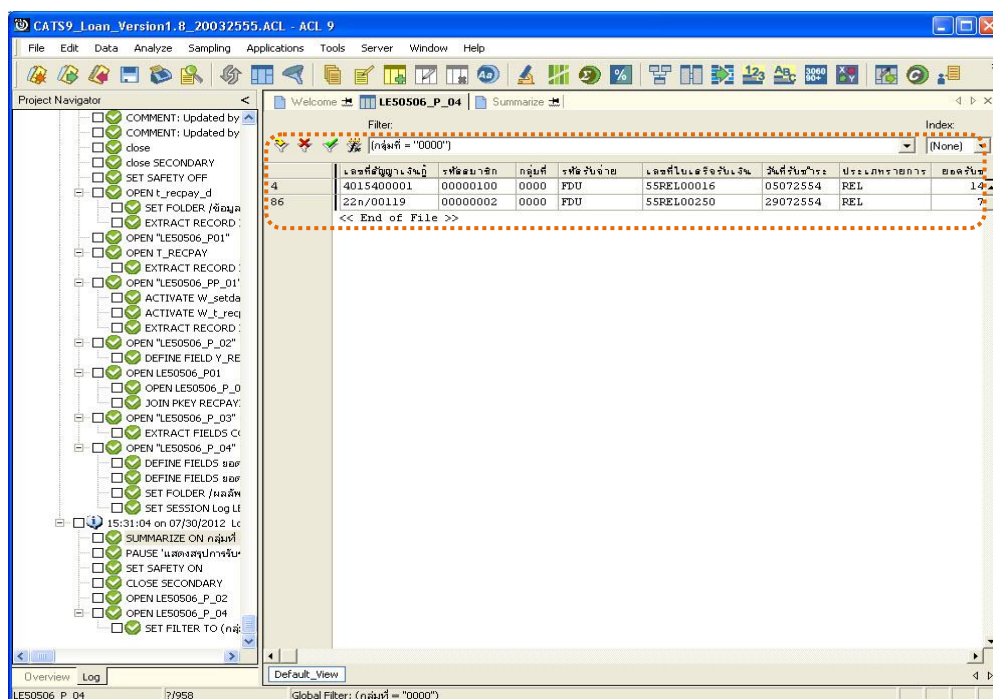 CATS9_Loan_Version1.8_20032555.ACL - ACL 9
File Edit Data Analyze Sampling Applications Tools Server Window Help
Project Navigator <
Welcome LE50506_P_04 Summarize
Filter: Index:
(กลุ่มที่ = "0000") (None)
เลขที่สัญญาเงินกู้ รหัสสมาชิก กลุ่มที่ รหัสรับจ่าย เลขที่ใบเสร็จรับเงิน วันที่รับชำระ ประเภทรายการ ยอดรับช
4 4015400001 00000100 0000 FDU 55REL00016 05072554 REL 14
86 22ก/00119 00000002 0000 FDU 55REL00250 29072554 REL 7
<< End of File >>
COMMENT: Updated by
COMMENT: Updated by
close
close SECONDARY
SET SAFETY OFF
OPEN t_recpay_d
SET FOLDER /ข้อมูล
EXTRACT RECORD
OPEN "LE50506_P01"
OPEN T_RECPAY
EXTRACT RECORD
OPEN "LE50506_PP_01"
ACTIVATE W_setda
ACTIVATE W_t_rec
EXTRACT RECORD
OPEN "LE50506_P_02"
DEFINE FIELD Y_RE
OPEN LE50506_P01
OPEN LE50506_P_0
JOIN PKEY RECPAY
OPEN "LE50506_P_03"
EXTRACT FIELDS CO
OPEN "LE50506_P_04"
DEFINE FIELDS ยอด
DEFINE FIELDS ยอด
SET FOLDER /ผลลัพ
SET SESSION Log LE
15:31:04 on 07/30/2012 Lo
SUMMARIZE ON กลุ่มที่
PAUSE 'แสดงสรุปการรับ
SET SAFETY ON
CLOSE SECONDARY
OPEN LE50506_P_02
OPEN LE50506_P_04
SET FILTER TO (กลุ
Overview Log
Default_View
LE50506_P_04 ?/958 Global Filter: (กลุ่มที่ = "0000")